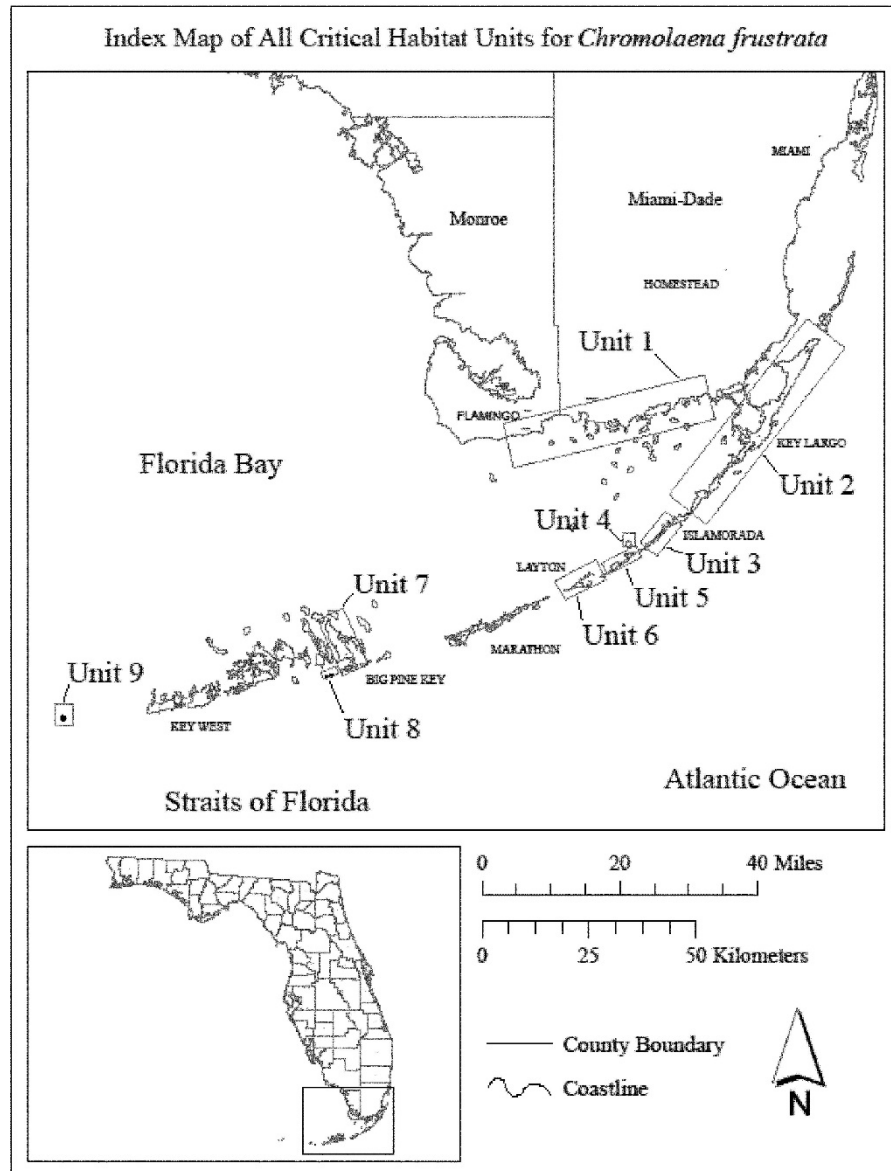 Index Map of All Critical Habitat Units for Chromolaena frustrata
MIAMI
Monroe
Miami-Dade
HOMESTEAD
Unit 1
FLAMINGO
KEY LARGO
Florida Bay
Unit 2
Unit 4
ISLAMORADA
LAYTON
Unit 3
Unit 7
Unit 5
Unit 6
MARATHON
Unit 9
BIG PINE KEY
KEY WEST
Unit 8
Atlantic Ocean
Straits of Florida
0 20 40 Miles
0 25 50 Kilometers
County Boundary
Coastline
N